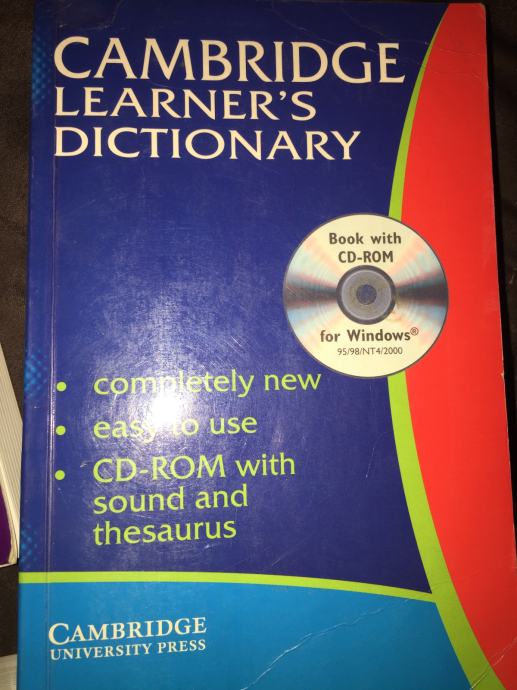 CAMBRIDGE
LEARNER'S
DICTIONARY
Book with
CD-ROM
for Windows®
95/98/NT4/2000
• completely new
• easy to use
• CD-ROM with
sound and
thesaurus
CAMBRIDGE
UNIVERSITY PRESS